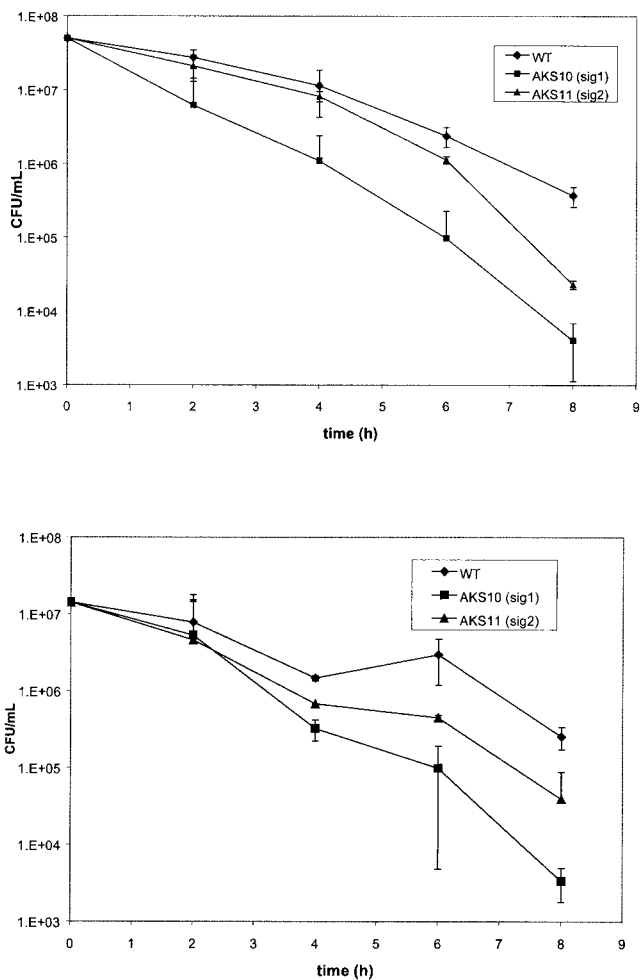 1.E+08
1.E+07
1.E+06
1.E+05
1.E+04
1.E+03
CFU/mL
WT
AKS10 (sig1)
AKS11 (sig2)
0 1 2 3 4 5 6 7 8 9
time (h)
1.E+08
1.E+07
1.E+06
1.E+05
1.E+04
1.E+03
CFU/mL
WT
AKS10 (sig1)
AKS11 (sig2)
0 1 2 3 4 5 6 7 8 9
time (h)